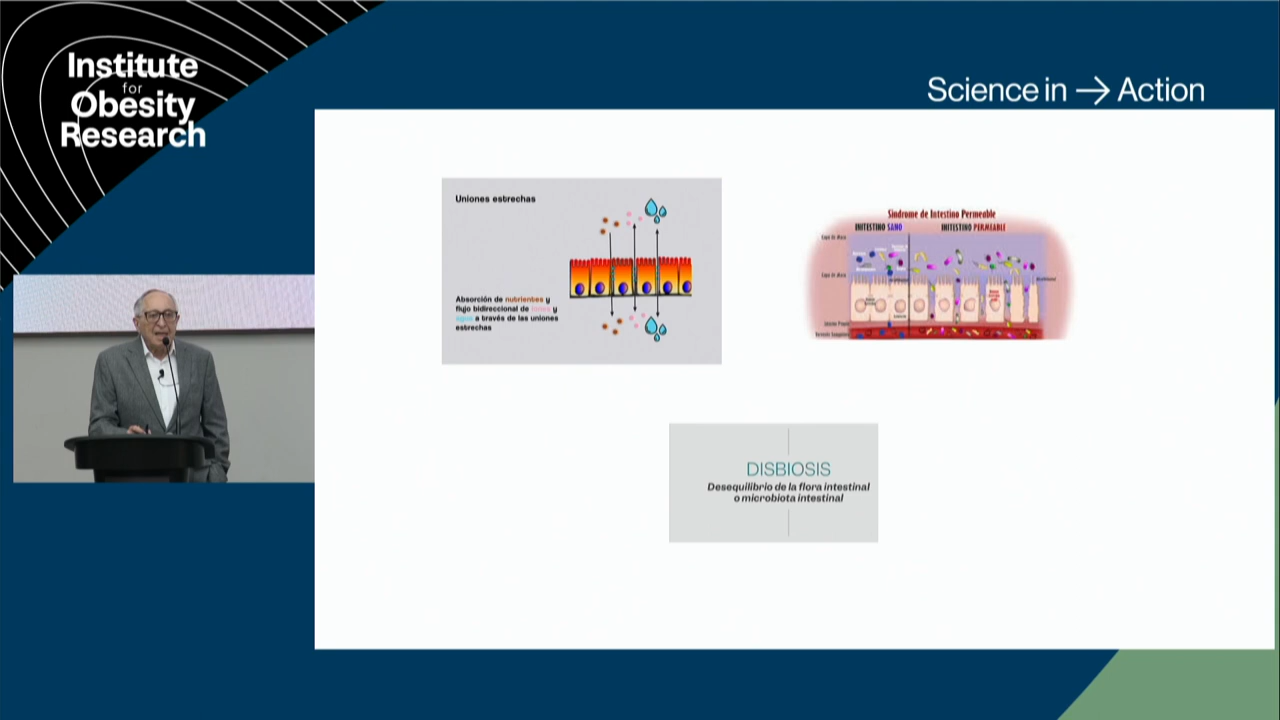 Institute
for
Obesity
Research
Science in → Action
Uniones estrechas
Absorción de nutrientes y
flujo bidireccional de iones y
agua a través de las uniones
estrechas
Síndrome de Intestino Permeable
INTESTINO SANO
INTESTINO PERMEABLE
DISBIOSIS
Desequilibrio de la flora intestinal
o microbiota intestinal